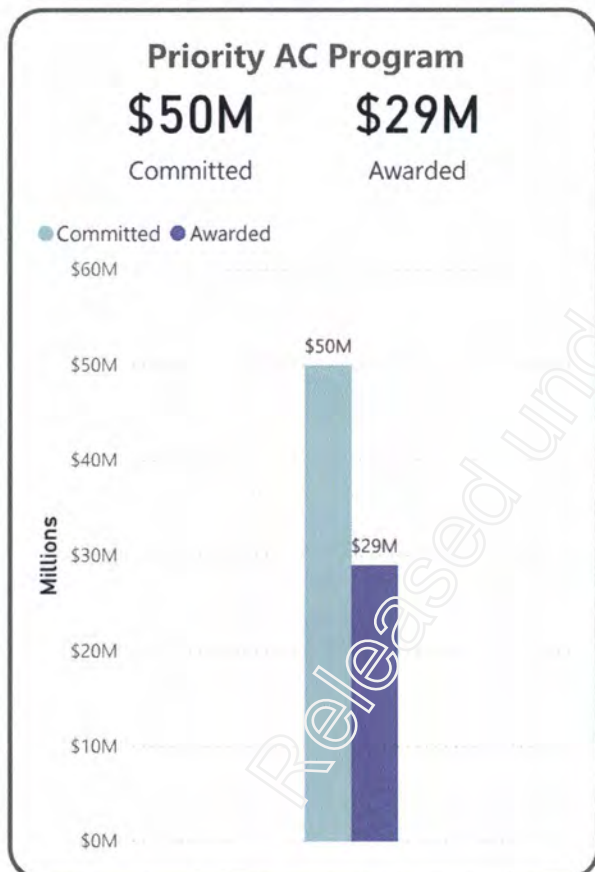 Priority AC Program
$50M $29M
Committed Awarded
Committed Awarded
$60M
$50M
$50M
$40M
Millions
$30M
$29M
$20M
$10M
$0M
Released und